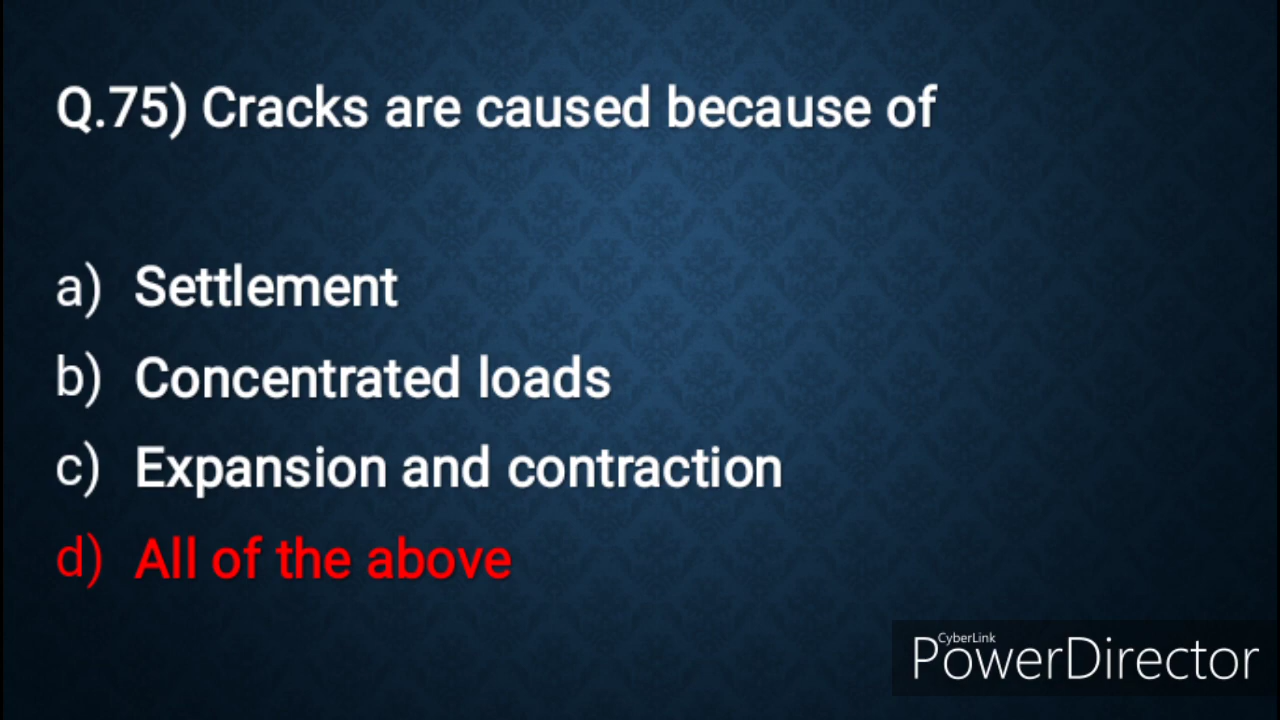 Q.75) Cracks are caused because of
a) Settlement
b) Concentrated loads
c) Expansion and contraction
d) All of the above
CyberLink
PowerDirector